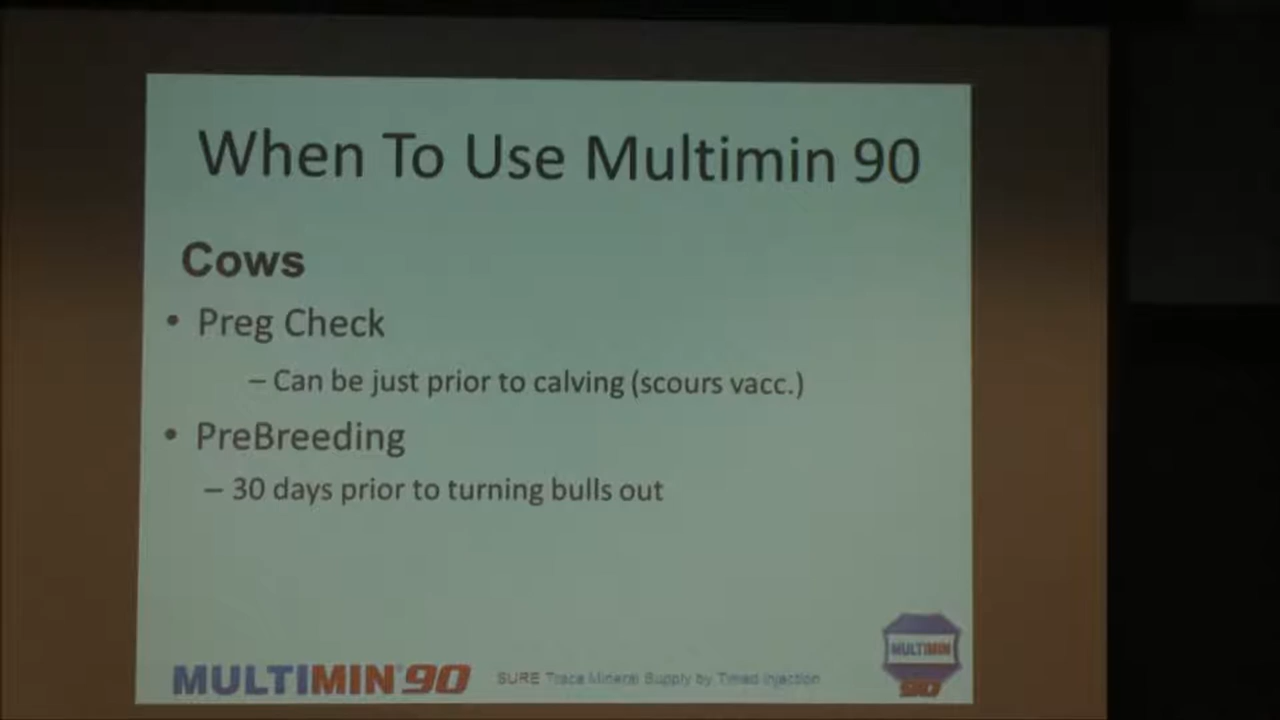 When To Use Multimin 90
Cows
• Preg Check
– Can be just prior to calving (scours vacc.)
• PreBreeding
– 30 days prior to turning bulls out
MULTIMIN®90
SURE Trace Mineral Supply by Timed Injection
MULTIMIN
90